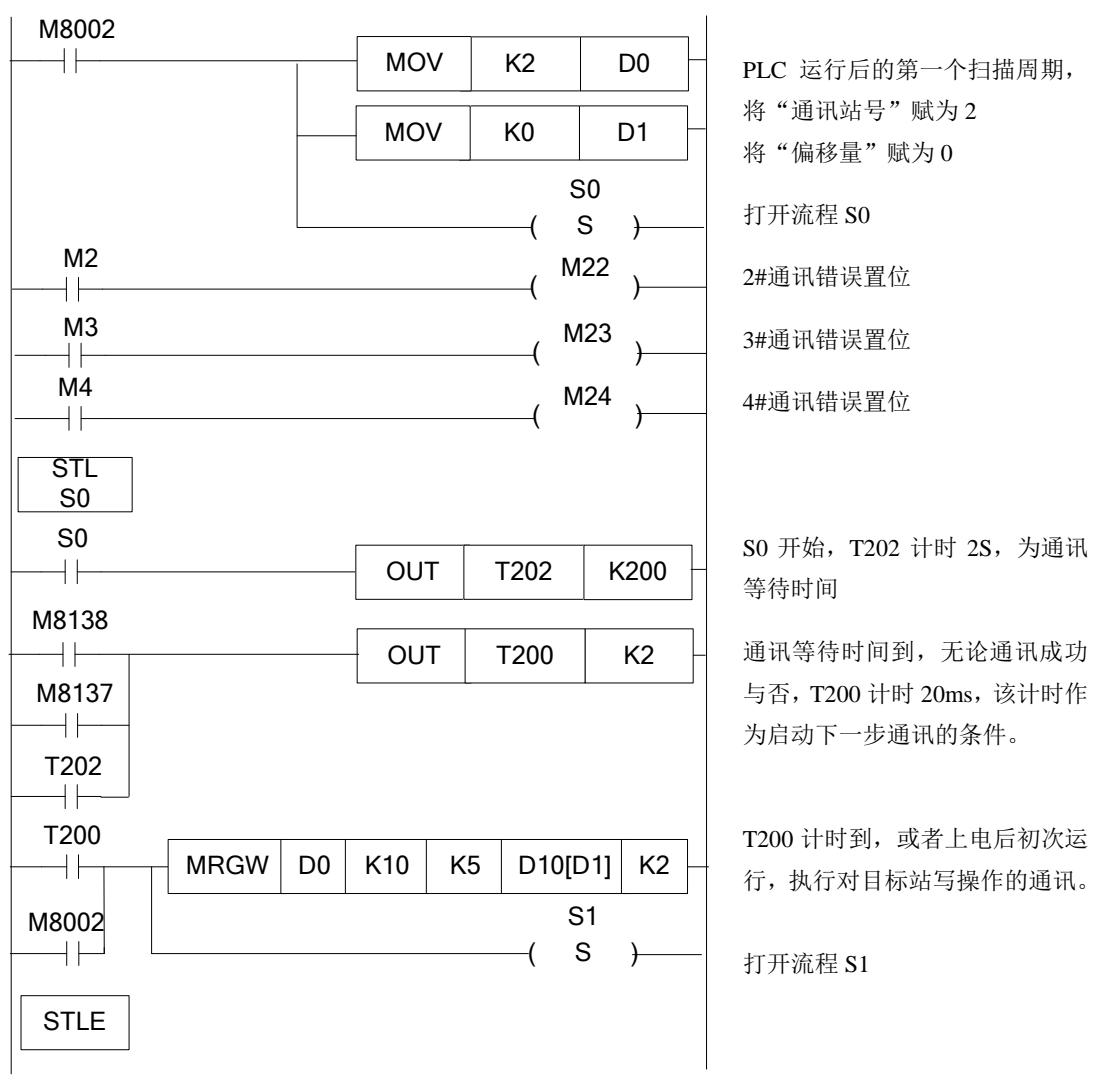 M8002
MOV K2 D0
PLC 运行后的第一个扫描周期，
将“通讯站号”赋为 2
MOV K0 D1
将“偏移量”赋为 0
S0
( S )
打开流程 S0
M2
( M22 )
2#通讯错误置位
M3
( M23 )
3#通讯错误置位
M4
( M24 )
4#通讯错误置位
STL
S0
S0
OUT T202 K200
S0 开始，T202 计时 2S，为通讯
等待时间
M8138
OUT T200 K2
M8137
T202
通讯等待时间到，无论通讯成功
与否，T200 计时 20ms，该计时作
为启动下一步通讯的条件。
T200
MRGW D0 K10 K5 D10[D1] K2
T200 计时到，或者上电后初次运
行，执行对目标站写操作的通讯。
M8002
S1
( S )
打开流程 S1
STLE